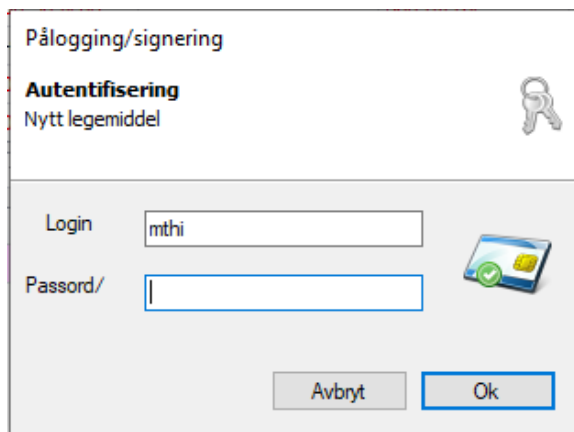 Pålogging/signering
Autentifisering
Nytt legemiddel
Login
mthi
Passord/
Avbryt
Ok